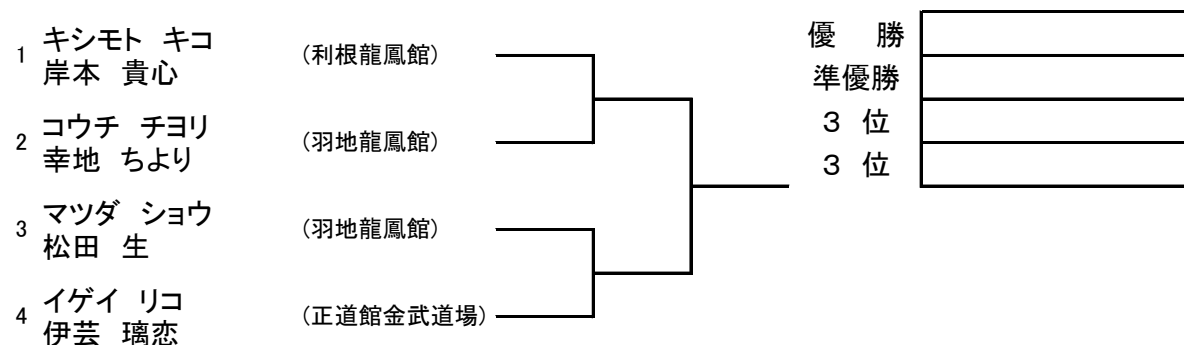 1 キシモト キコ
岸本 貴心 (利根龍鳳館)
2 コウチ チヨリ
幸地 ちより (羽地龍鳳館)
3 マツダ ショウ
松田 生 (羽地龍鳳館)
4 イゲイ リコ
伊芸 璃恋 (正道館金武道場)
優 勝
準優勝
３ 位
３ 位